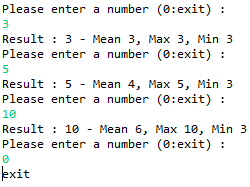 Please enter a number (0:exit) :
3
Result : 3 - Mean 3, Max 3, Min 3
Please enter a number (0:exit) :
5
Result : 5 - Mean 4, Max 5, Min 3
Please enter a number (0:exit) :
10
Result : 10 - Mean 6, Max 10, Min 3
Please enter a number (0:exit) :
0
exit